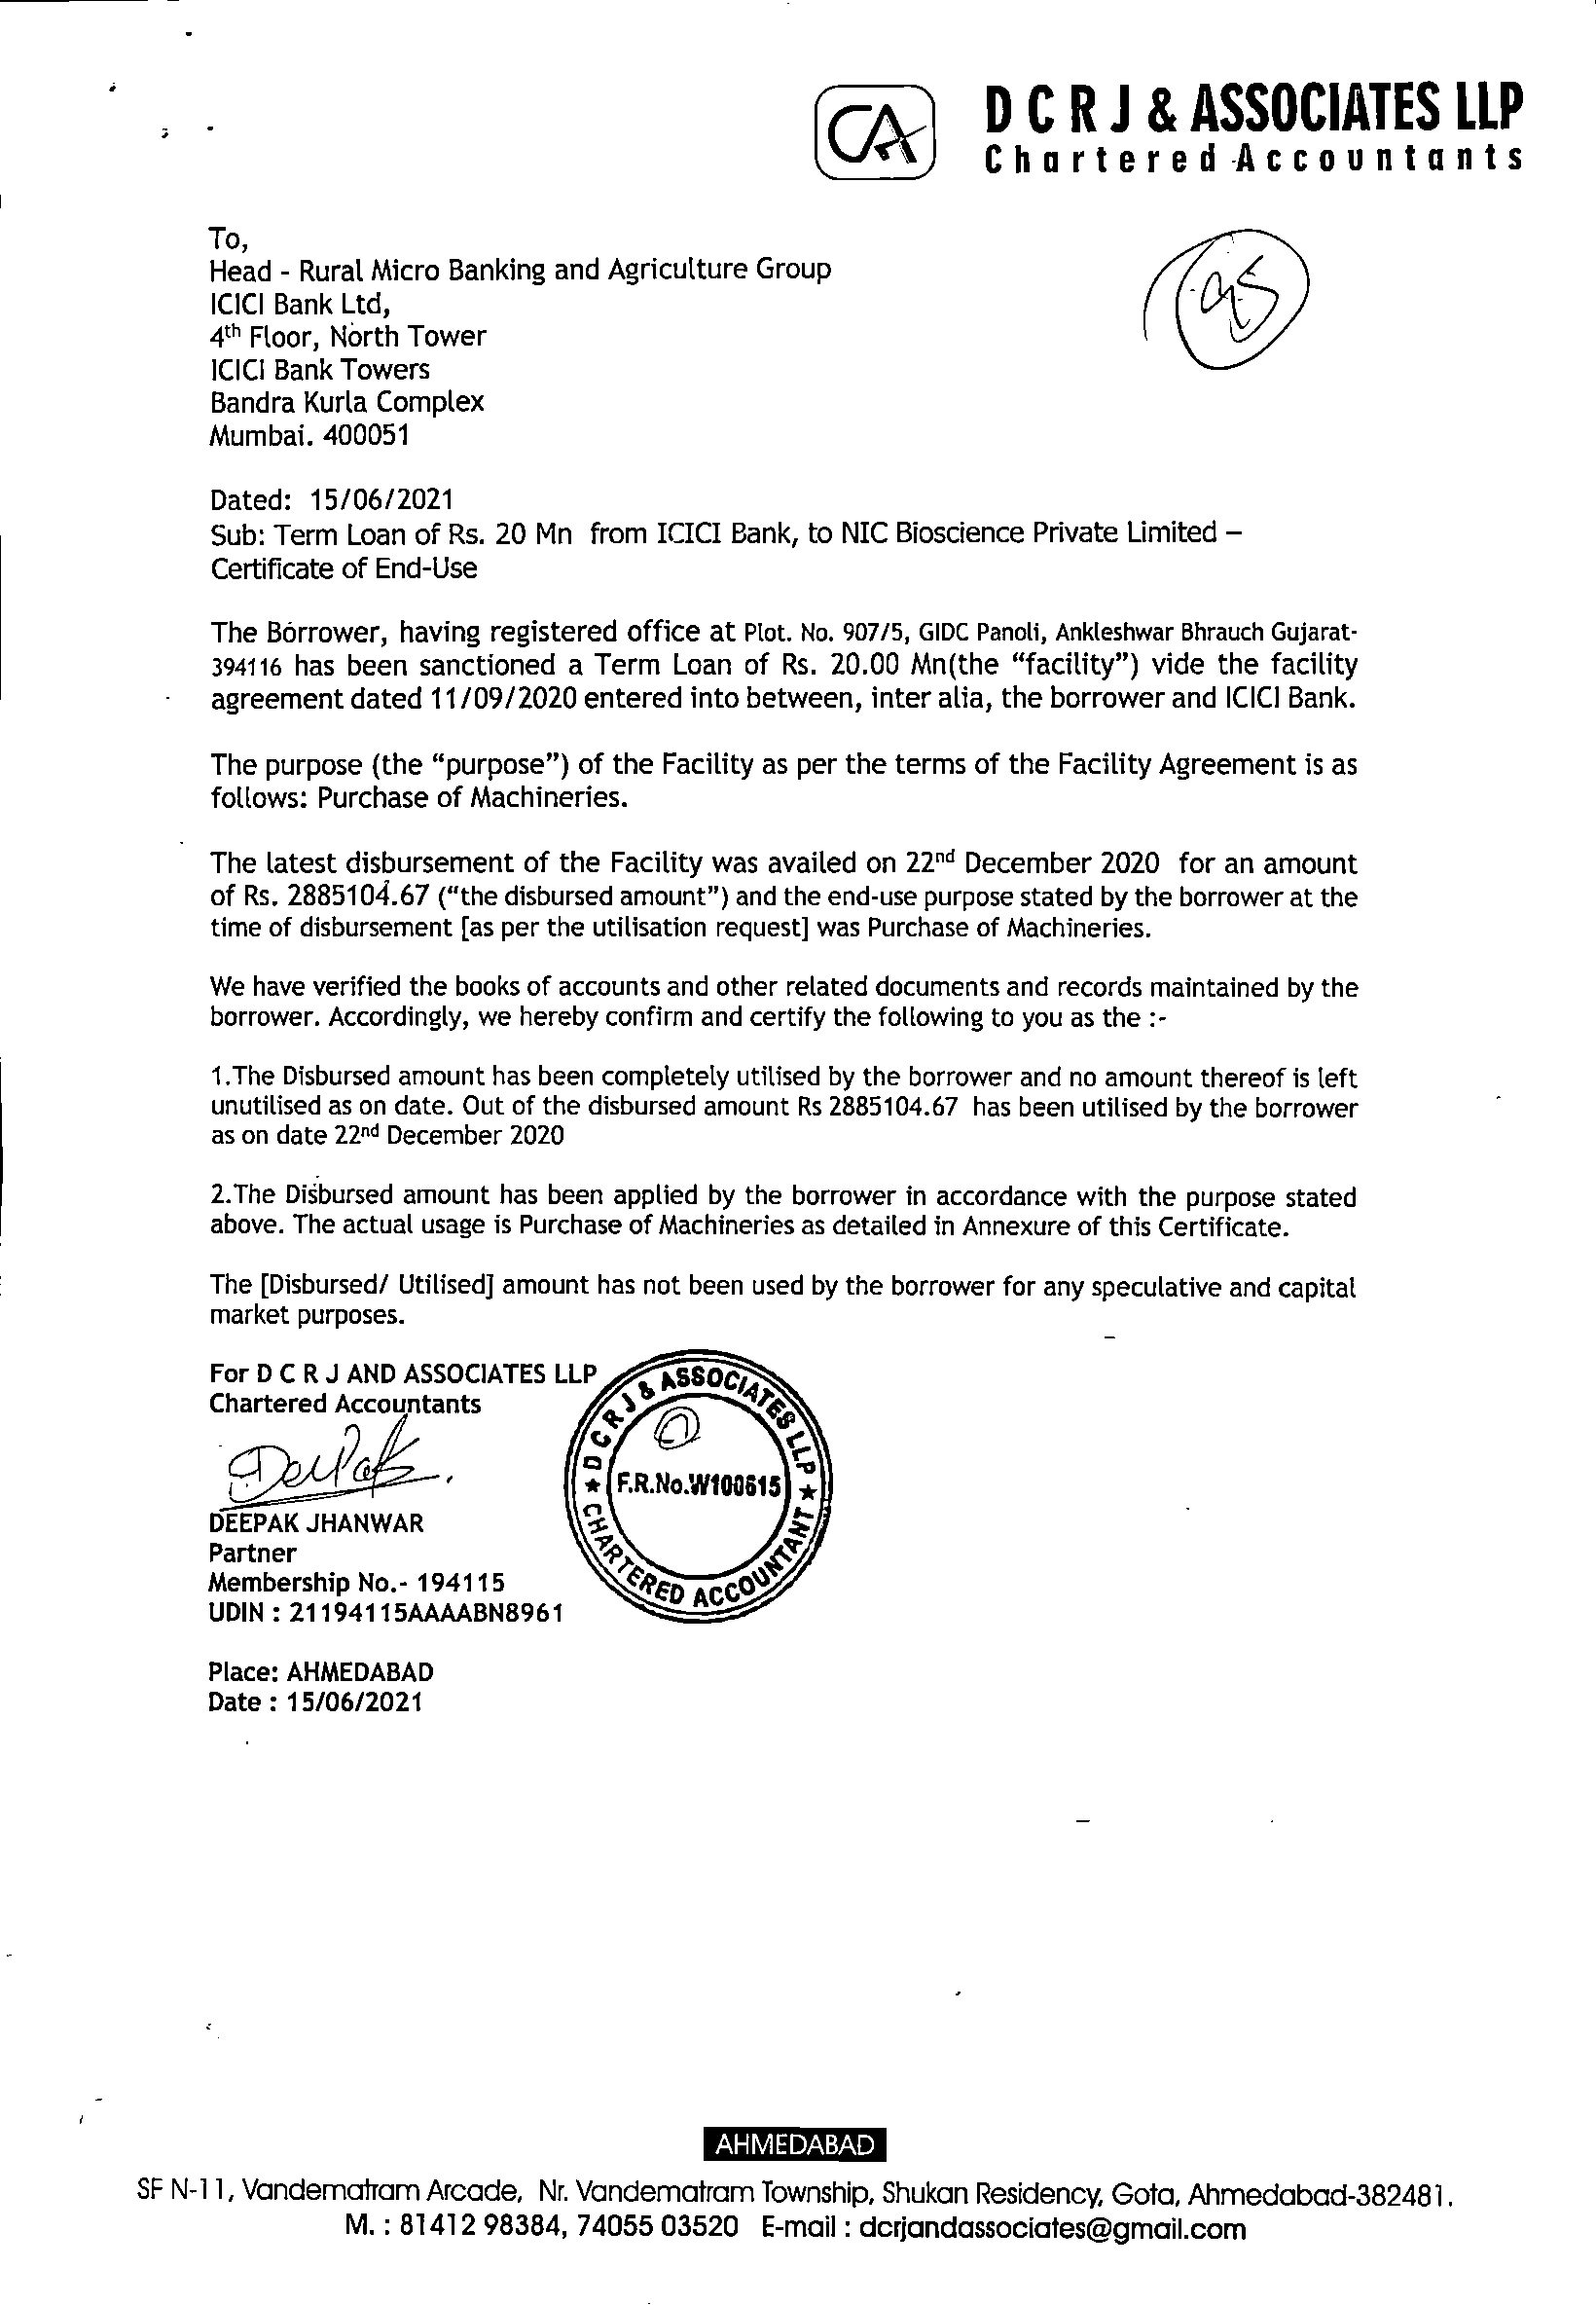 CA
D C R J & ASSOCIATES LLP
Chartered Accountants
To,
Head - Rural Micro Banking and Agriculture Group
ICICI Bank Ltd,
4th Floor, North Tower
ICICI Bank Towers
Bandra Kurla Complex
Mumbai. 400051
Dated: 15/06/2021
Sub: Term Loan of Rs. 20 Mn from ICICI Bank, to NIC Bioscience Private Limited –
Certificate of End-Use
The Borrower, having registered office at Plot. No. 907/5, GIDC Panoli, Ankleshwar Bhrauch Gujarat-
394116 has been sanctioned a Term Loan of Rs. 20.00 Mn(the “facility”) vide the facility
agreement dated 11/09/2020 entered into between, inter alia, the borrower and ICICI Bank.
The purpose (the “purpose”) of the Facility as per the terms of the Facility Agreement is as
follows: Purchase of Machineries.
The latest disbursement of the Facility was availed on 22nd December 2020 for an amount
of Rs. 2885104.67 (“the disbursed amount”) and the end-use purpose stated by the borrower at the
time of disbursement [as per the utilisation request] was Purchase of Machineries.
We have verified the books of accounts and other related documents and records maintained by the
borrower. Accordingly, we hereby confirm and certify the following to you as the :-
1.The Disbursed amount has been completely utilised by the borrower and no amount thereof is left
unutilised as on date. Out of the disbursed amount Rs 2885104.67 has been utilised by the borrower
as on date 22nd December 2020
2.The Disbursed amount has been applied by the borrower in accordance with the purpose stated
above. The actual usage is Purchase of Machineries as detailed in Annexure of this Certificate.
The [Disbursed/ Utilised] amount has not been used by the borrower for any speculative and capital
market purposes.
For D C R J AND ASSOCIATES LLP
Chartered Accountants
Deepak
D C R J & ASSOCIATES LLP
F.R.No.W100615
★ CHARTERED ACCOUNTANT ★
DEEPAK JHANWAR
Partner
Membership No.- 194115
UDIN : 21194115AAAABN8961
Place: AHMEDABAD
Date : 15/06/2021
AHMEDABAD
SF N-11, Vandematram Arcade, Nr. Vandematram Township, Shukan Residency, Gota, Ahmedabad-382481.
M. : 81412 98384, 74055 03520 E-mail : dcrjandassociates@gmail.com